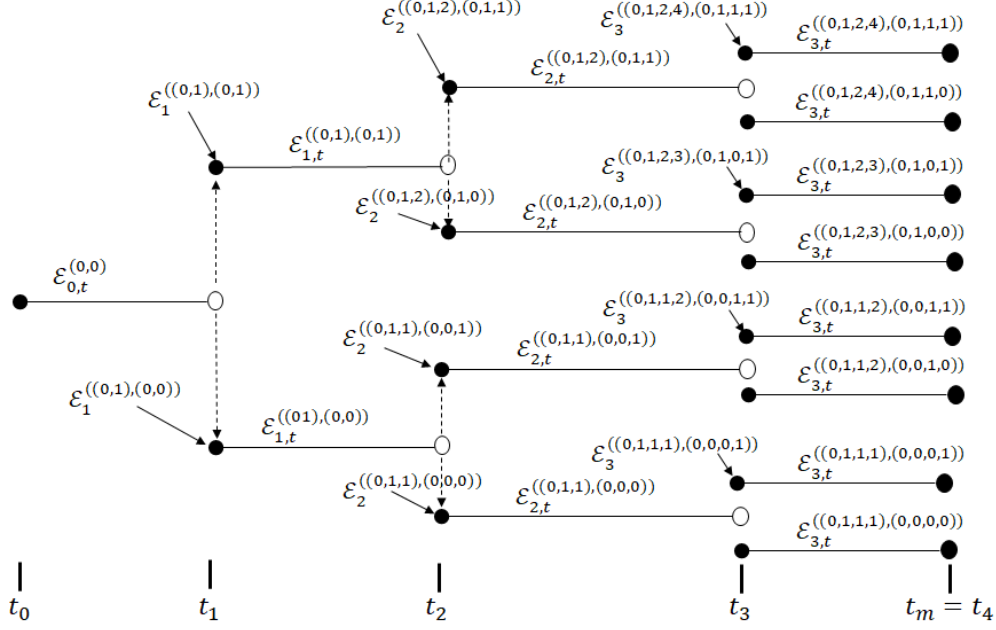 ℰ_3^((0,1,2,4),(0,1,1,1))
ℰ_2^((0,1,2),(0,1,1))
ℰ_{3,t}^((0,1,2,4),(0,1,1,1))
ℰ_{2,t}^((0,1,2),(0,1,1))
ℰ_{3,t}^((0,1,2,4),(0,1,1,0))
ℰ_1^((0,1),(0,1))
ℰ_{1,t}^((0,1),(0,1))
ℰ_3^((0,1,2,3),(0,1,0,1))
ℰ_{3,t}^((0,1,2,3),(0,1,0,1))
ℰ_2^((0,1,2),(0,1,0))
ℰ_{2,t}^((0,1,2),(0,1,0))
ℰ_{3,t}^((0,1,2,3),(0,1,0,0))
ℰ_{0,t}^(0,0)
ℰ_3^((0,1,1,2),(0,0,1,1))
ℰ_{3,t}^((0,1,1,2),(0,0,1,1))
ℰ_2^((0,1,1),(0,0,1))
ℰ_{2,t}^((0,1,1),(0,0,1))
ℰ_{3,t}^((0,1,1,2),(0,0,1,0))
ℰ_1^((0,1),(0,0))
ℰ_{1,t}^((01),(0,0))
ℰ_3^((0,1,1,1),(0,0,0,1))
ℰ_{3,t}^((0,1,1,1),(0,0,0,1))
ℰ_2^((0,1,1),(0,0,0))
ℰ_{2,t}^((0,1,1),(0,0,0))
ℰ_{3,t}^((0,1,1,1),(0,0,0,0))
t_0 t_1 t_2 t_3 t_m = t_4